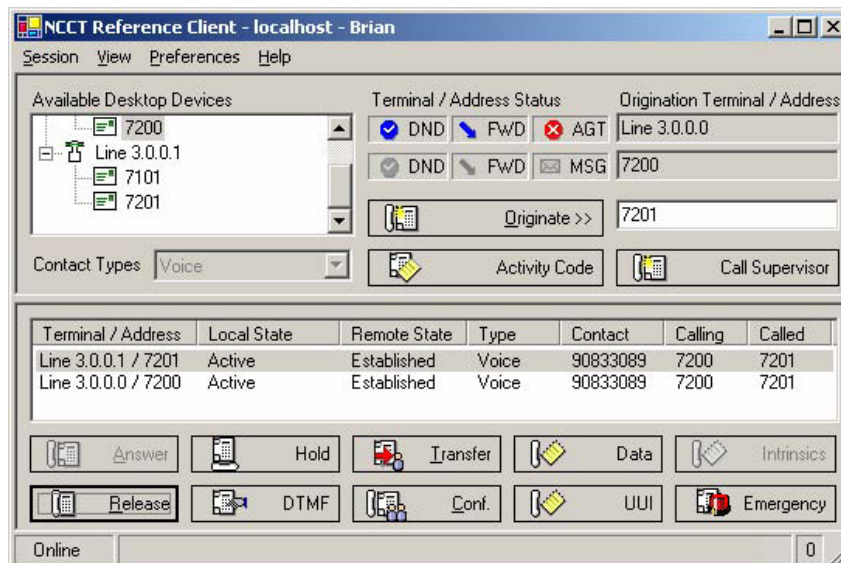 NCCT Reference Client - localhost - Brian
Session View Preferences Help
Available Desktop Devices
7200
Line 3.0.0.1
7101
7201
Contact Types Voice
Terminal / Address Status
DND FWD AGT
DND FWD MSG
Origination Terminal / Address
Line 3.0.0.0
7200
Originate >> 7201
Activity Code Call Supervisor
Terminal / Address Local State Remote State Type Contact Calling Called
Line 3.0.0.1 / 7201 Active Established Voice 90833089 7200 7201
Line 3.0.0.0 / 7200 Active Established Voice 90833089 7200 7201
Answer Hold Transfer Data Intrinsics
Release DTMF Conf. UUI Emergency
Online 0